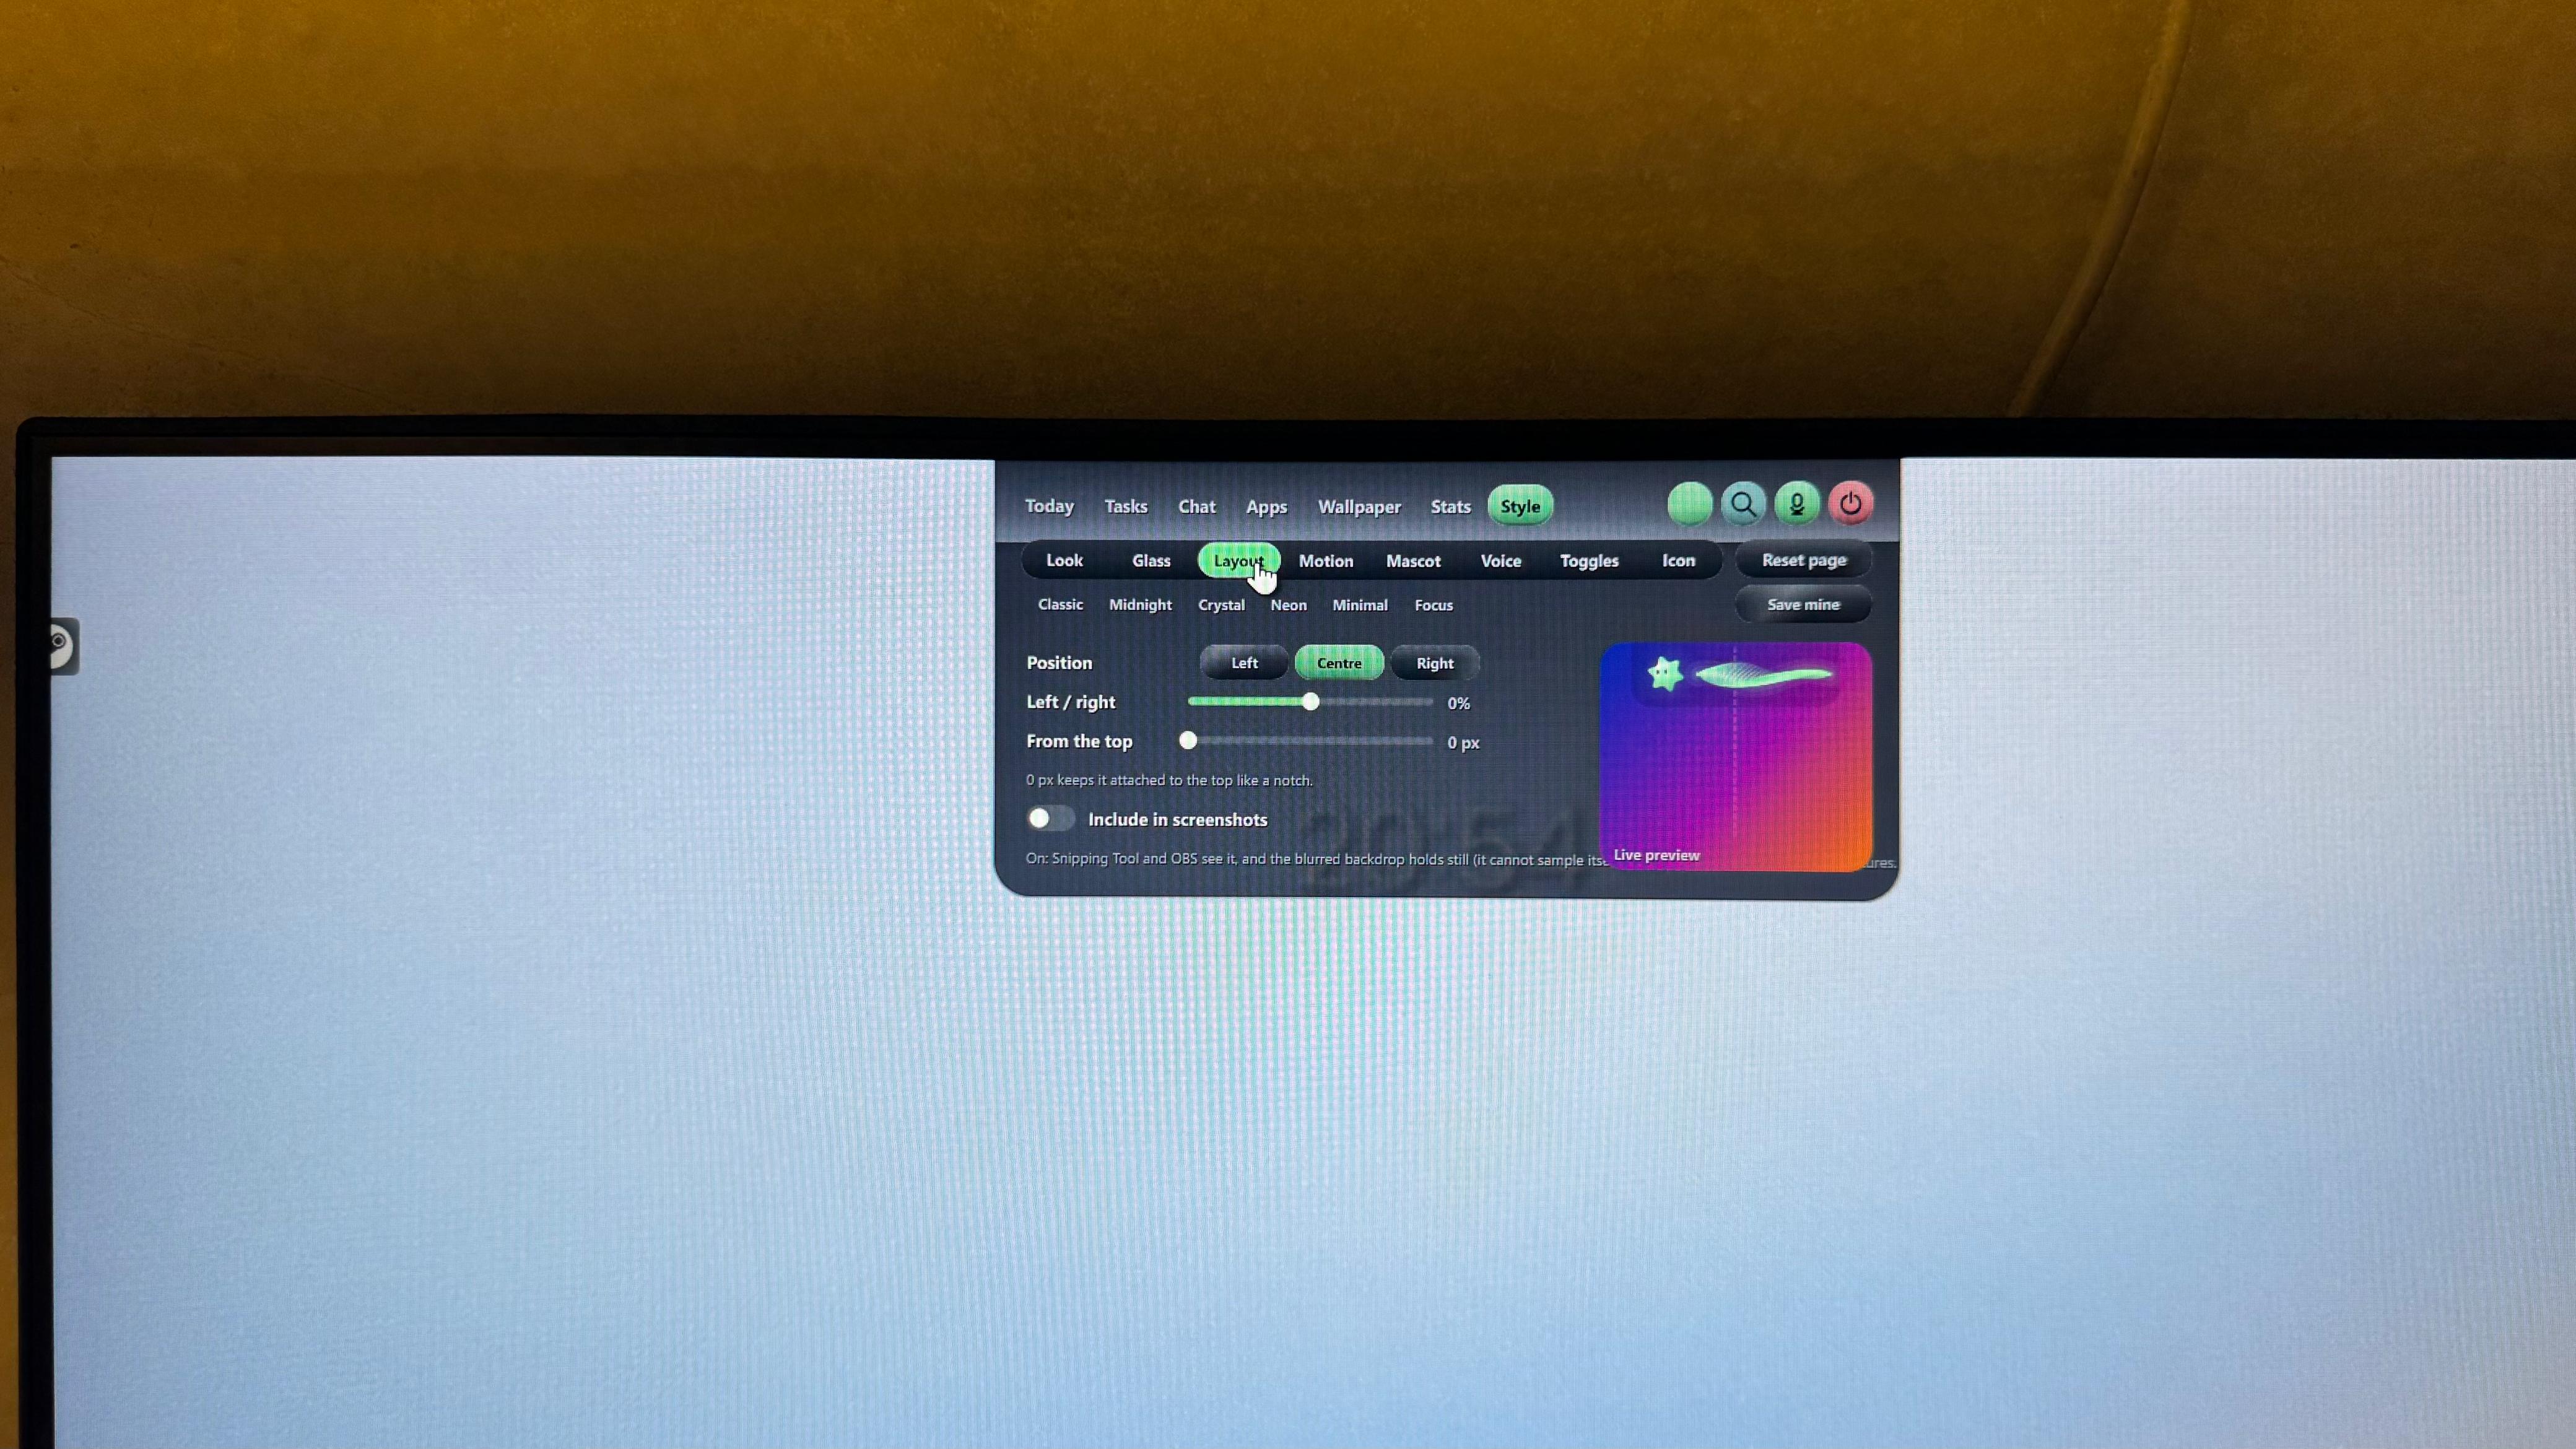 Today Tasks Chat Apps Wallpaper Stats Style
Look Glass Layout Motion Mascot Voice Toggles Icon Reset page
Classic Midnight Crystal Neon Minimal Focus Save mine
Position Left Centre Right
Left / right 0%
From the top 0 px
0 px keeps it attached to the top like a notch.
Include in screenshots
On: Snipping Tool and OBS see it, and the blurred backdrop holds still (it cannot sample
Live preview
20:54